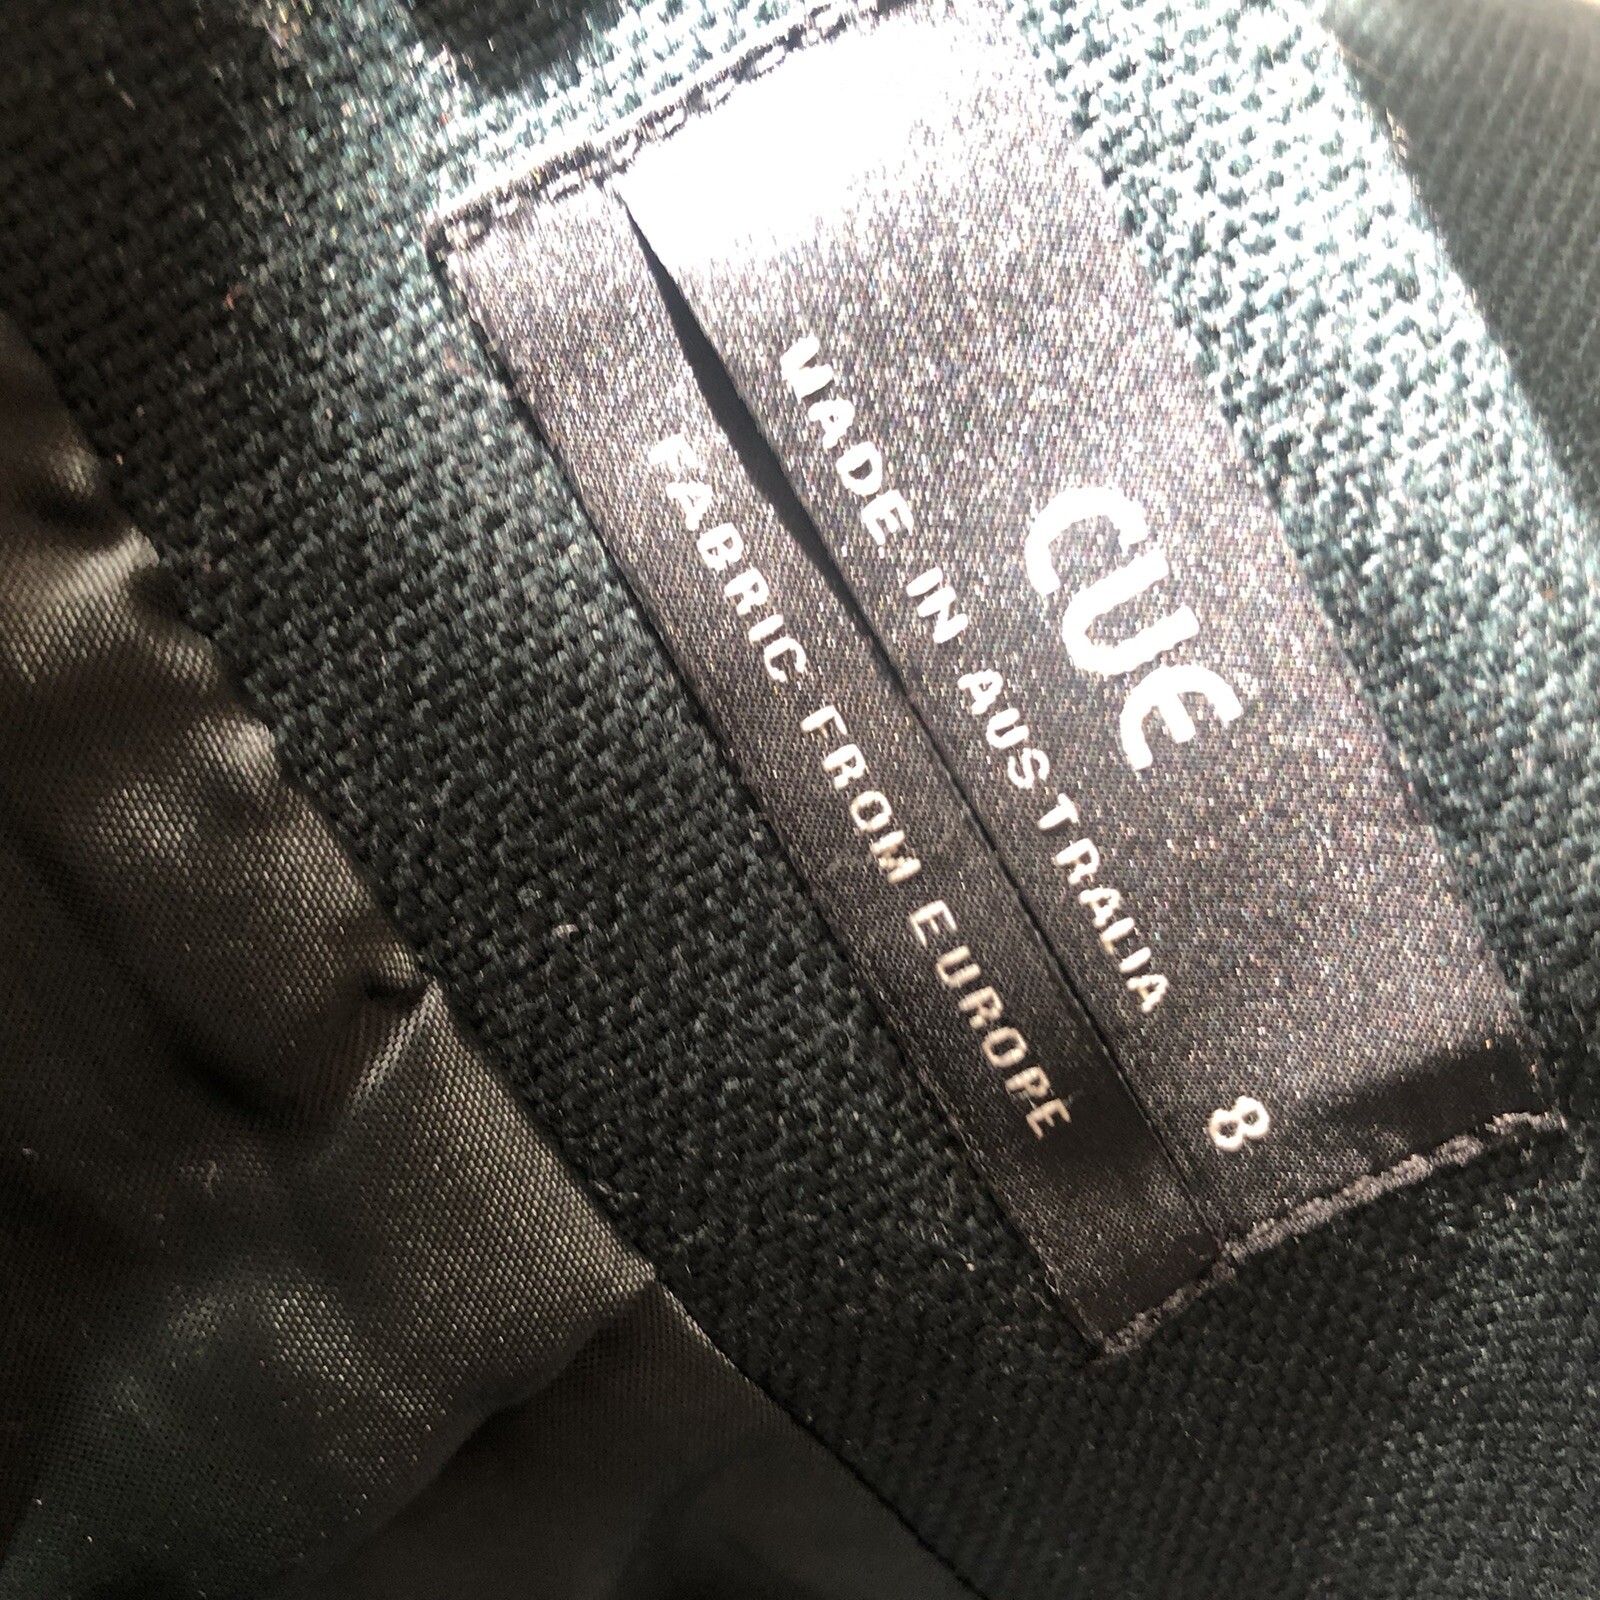 CUE
MADE IN AUSTRALIA
8
FABRIC FROM EUROPE